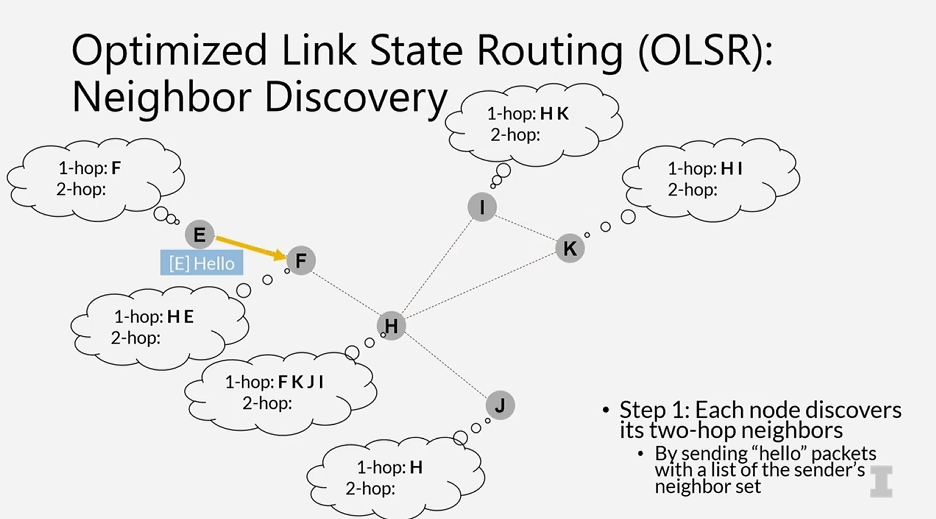 Optimized Link State Routing (OLSR):
Neighbor Discovery
1-hop: H K
2-hop:
1-hop: F
2-hop:
1-hop: H I
2-hop:
I
E
K
[E] Hello
F
1-hop: H E
2-hop:
H
1-hop: F K J I
2-hop:
J
1-hop: H
2-hop:
• Step 1: Each node discovers
its two-hop neighbors
• By sending “hello” packets
with a list of the sender’s
neighbor set